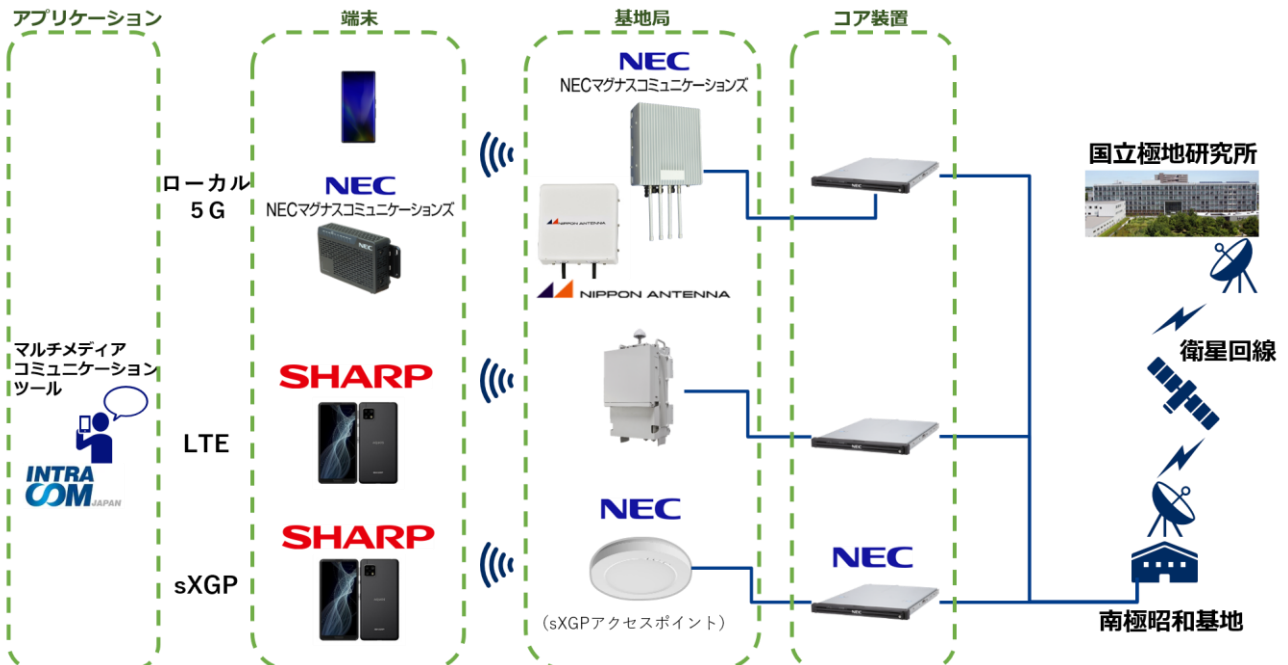 アプリケーション
端末
基地局
コア装置
NEC
NECマグナスコミュニケーションズ
ローカル
5G
NEC
NECマグナスコミュニケーションズ
NEC
NIPPON ANTENNA
NIPPON ANTENNA
NEC
国立極地研究所
衛星回線
マルチメディア
コミュニケーション
ツール
INTRA
COM JAPAN
LTE
SHARP
NEC
sXGP
SHARP
NEC
(sXGPアクセスポイント)
NEC
NEC
南極昭和基地